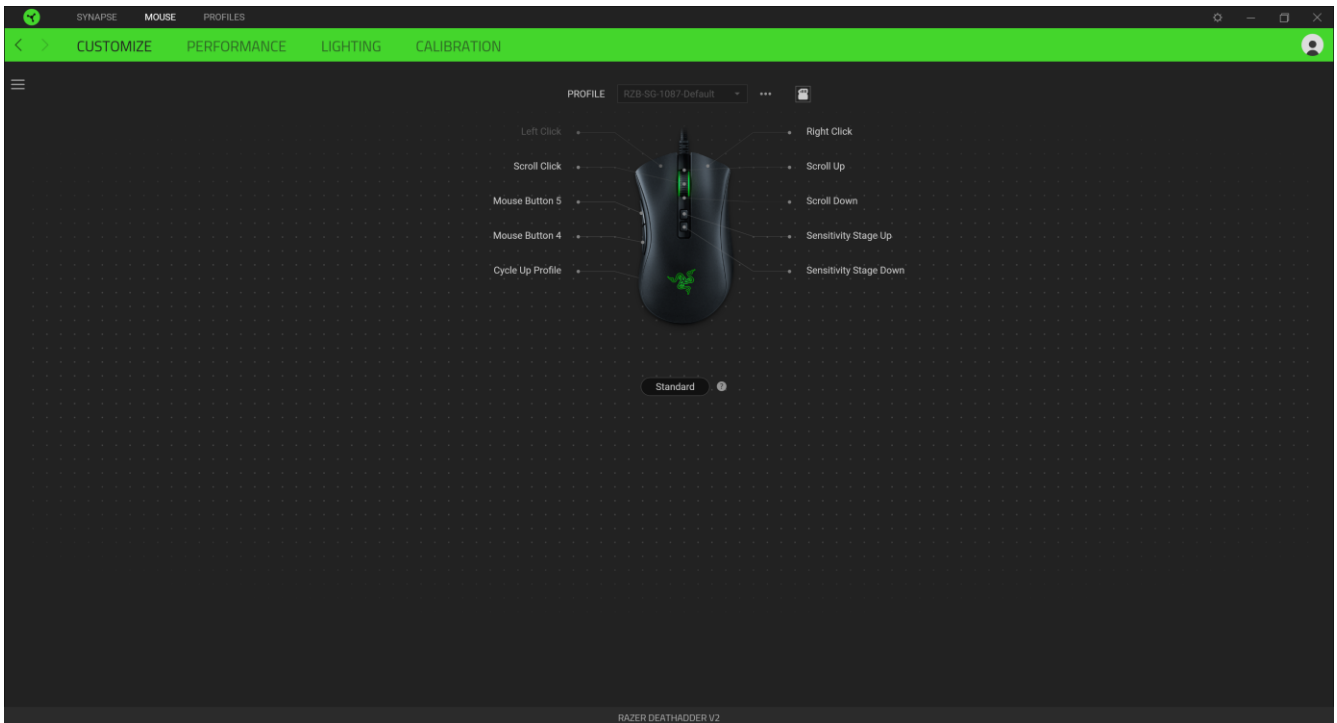 SYNAPSE MOUSE PROFILES
CUSTOMIZE PERFORMANCE LIGHTING CALIBRATION
PROFILE RZB-SG-1087-Default
Left Click
Scroll Click
Mouse Button 5
Mouse Button 4
Cycle Up Profile
Right Click
Scroll Up
Scroll Down
Sensitivity Stage Up
Sensitivity Stage Down
Standard ?
RAZER DEATHADDER V2